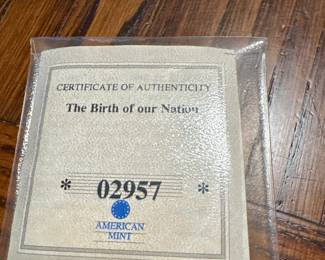 CERTIFICATE OF AUTHENTICITY
The Birth of our Nation
* 02957 *
AMERICAN
MINT